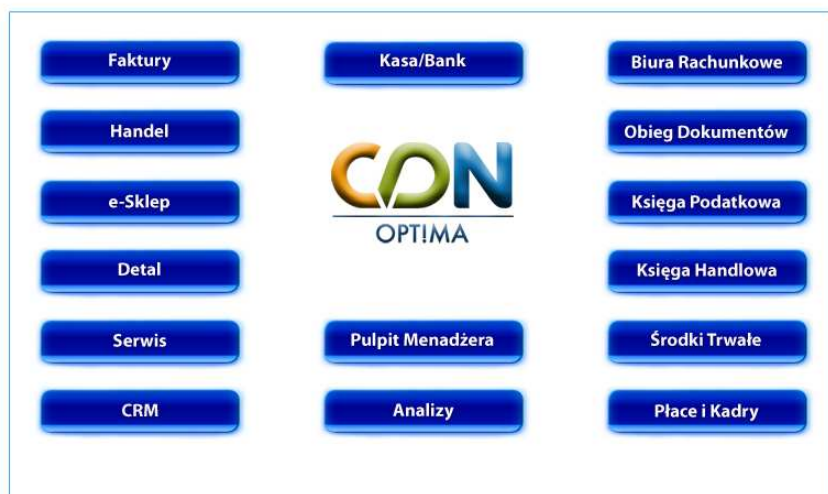 Faktury
Kasa/Bank
Biura Rachunkowe
Handel
Obieg Dokumentów
CDN
OPT!MA
e-Sklep
Księga Podatkowa
Detal
Księga Handlowa
Serwis
Pulpit Menadżera
Środki Trwałe
CRM
Analizy
Płace i Kadry